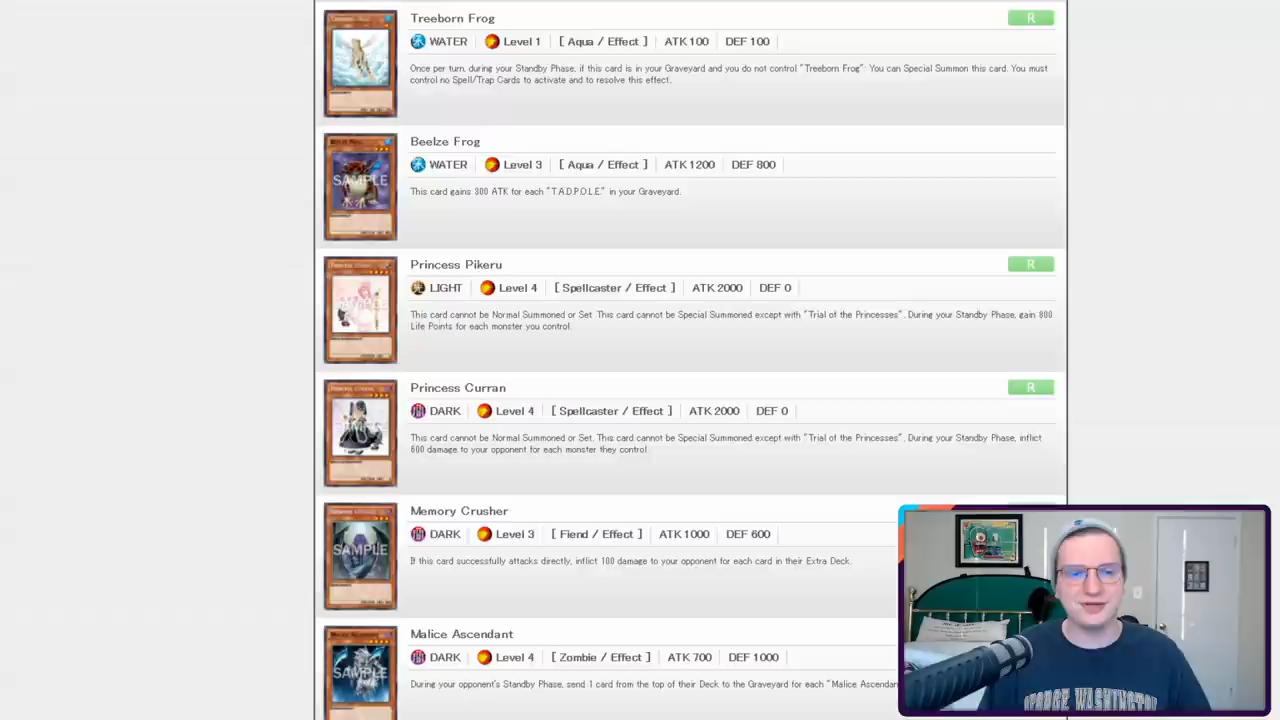 Treeborn Frog
R
WATER Level 1 [ Aqua / Effect ] ATK 100 DEF 100
Once per turn, during your Standby Phase, if this card is in your Graveyard and you do not control "Treeborn Frog": You can Special Summon this card. You must
control no Spell/Trap Cards to activate and to resolve this effect.
SAMPLE
Beelze Frog
WATER Level 3 [ Aqua / Effect ] ATK 1200 DEF 800
This card gains 300 ATK for each "T.A.D.P.O.L.E." in your Graveyard.
Princess Pikeru
R
LIGHT Level 4 [ Spellcaster / Effect ] ATK 2000 DEF 0
This card cannot be Normal Summoned or Set. This card cannot be Special Summoned except with "Trial of the Princesses". During your Standby Phase, gain 800
Life Points for each monster you control.
Princess Curran
R
DARK Level 4 [ Spellcaster / Effect ] ATK 2000 DEF 0
This card cannot be Normal Summoned or Set. This card cannot be Special Summoned except with "Trial of the Princesses". During your Standby Phase, inflict
600 damage to your opponent for each monster they control.
SAMPLE
Memory Crusher
DARK Level 3 [ Fiend / Effect ] ATK 1000 DEF 600
If this card successfully attacks directly, inflict 100 damage to your opponent for each card in their Extra Deck.
SAMPLE
Malice Ascendant
DARK Level 4 [ Zombie / Effect ] ATK 700 DEF 1000
During your opponent's Standby Phase, send 1 card from the top of their Deck to the Graveyard for each "Malice Ascendan
WASHINGTON